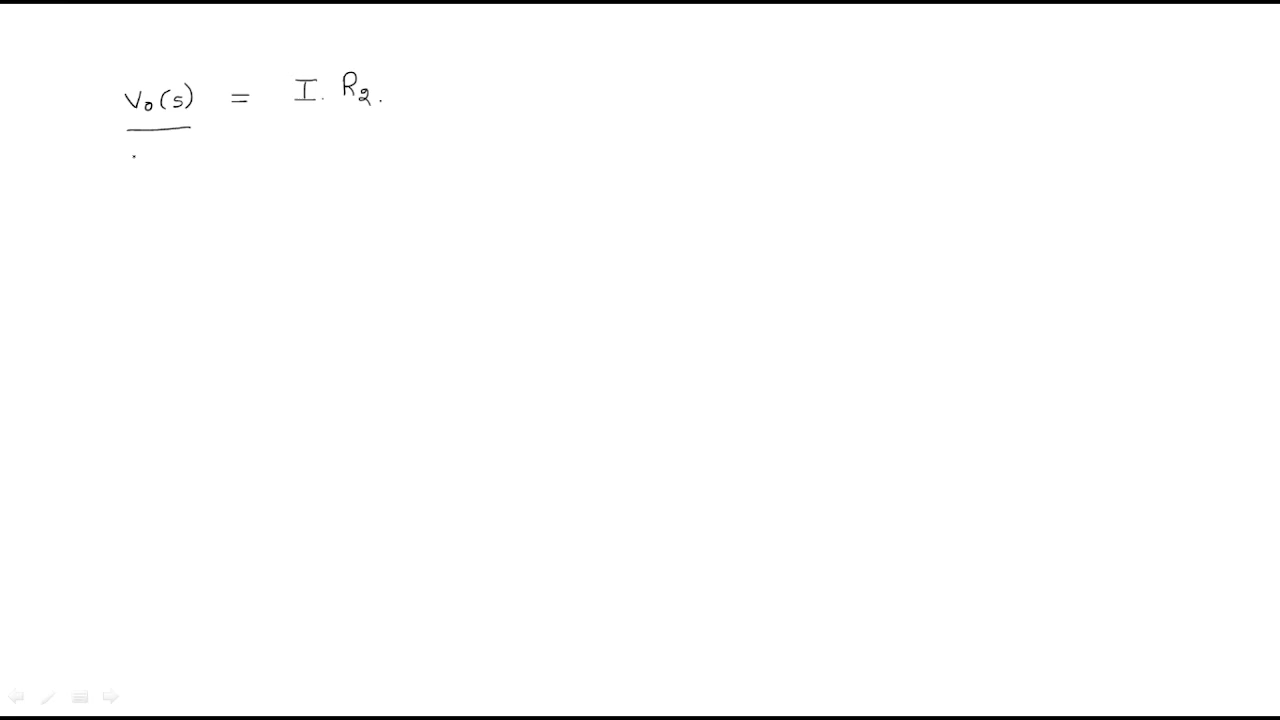 V₀(s) = I. R₂.